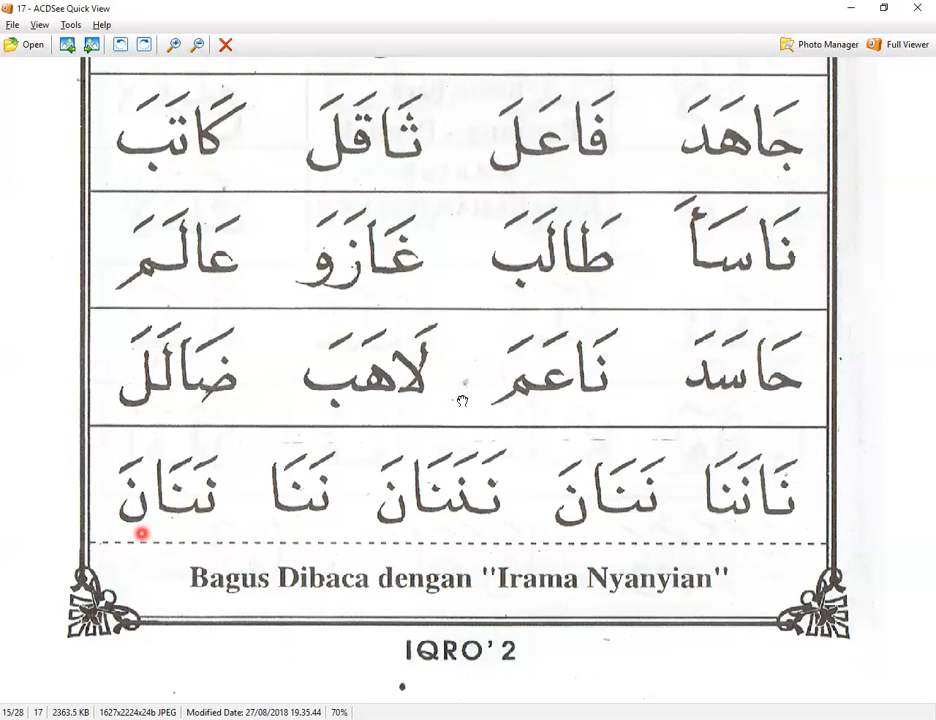 17 - ACDSee Quick View
File View Tools Help
Open Photo Manager Full Viewer
جَاهَدَ فَاعَلَ ثَاقَلَ كَاتَبَ
نَاسَأَ طَالَبَ غَازَوَ عَالَمَ
حَاسَدَ نَاعَمَ لَاهَبَ ضَالَلَ
نَانَنَا نَنَانَ نَنَنَانَ نَنَا نَنَانَ
Bagus Dibaca dengan "Irama Nyanyian"
IQRO' 2
15/28 17 2363.5 KB 1627x2224x24b JPEG Modified Date: 27/08/2018 19.35.44 70%